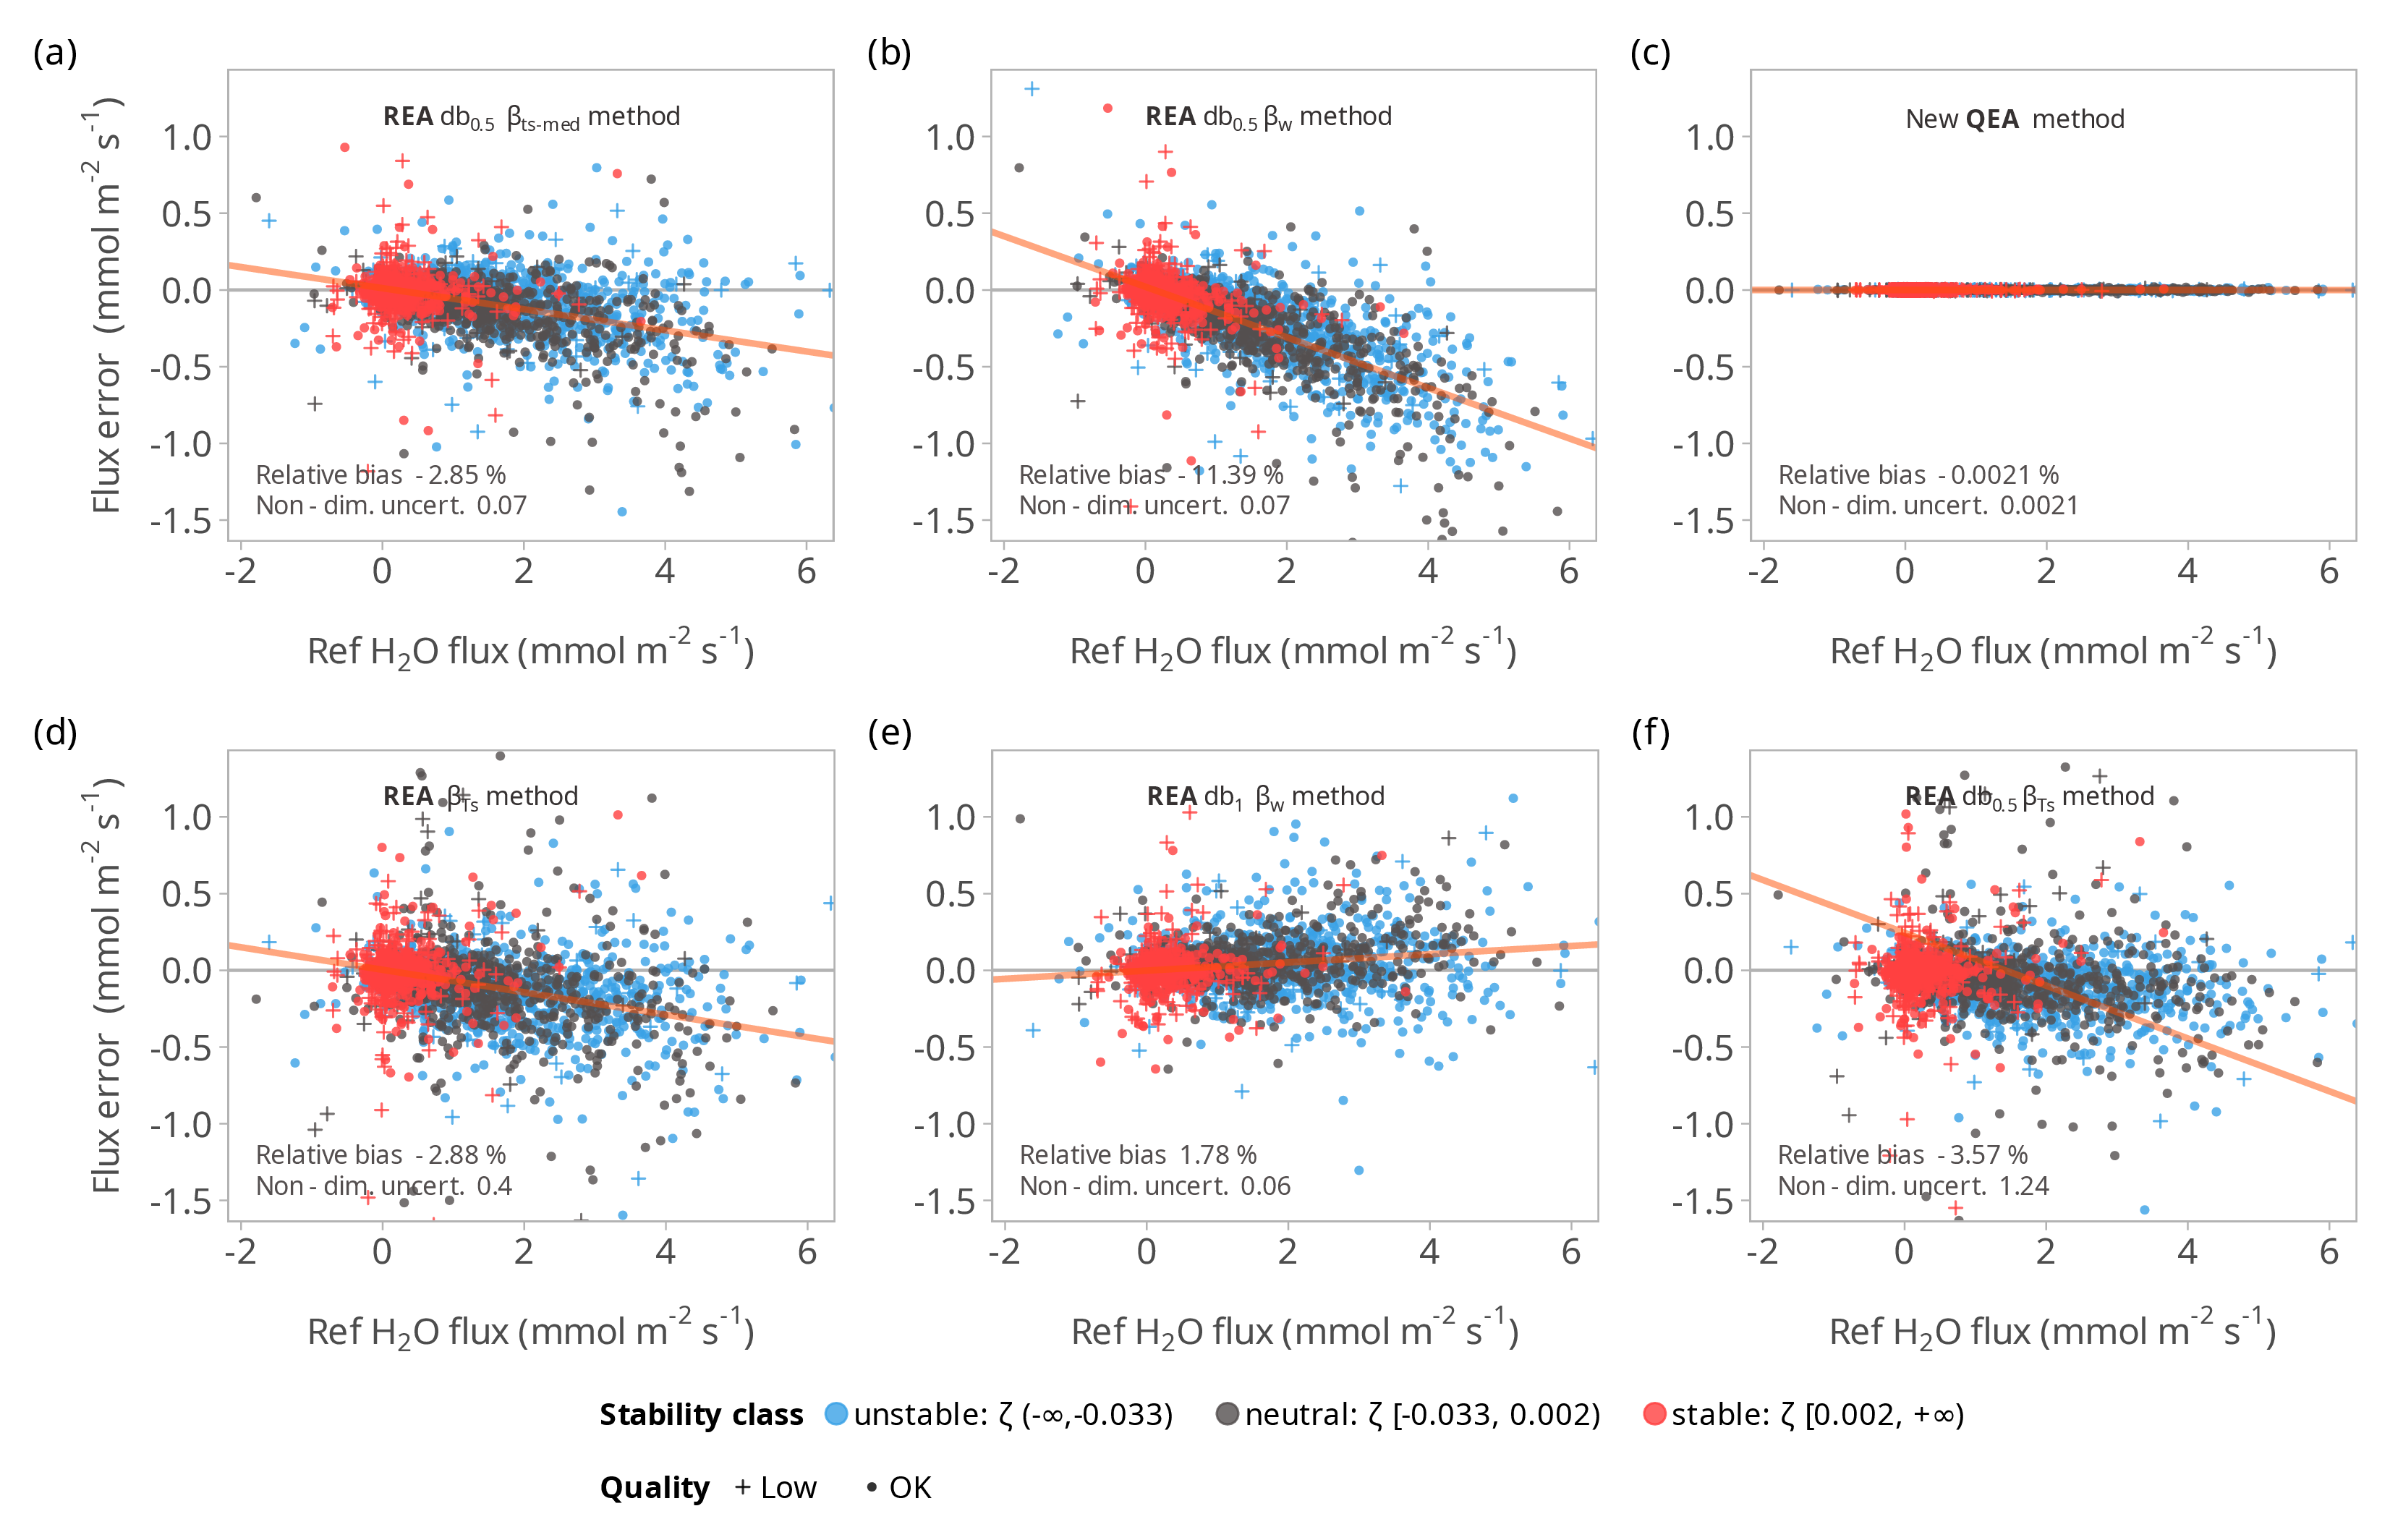 (a)
REA db0.5 βts-med method
Flux error (mmol m-2 s-1)
1.0
0.5
0.0
-0.5
-1.0
-1.5
Relative bias - 2.85 %
Non - dim. uncert. 0.07
-2 0 2 4 6
Ref H2O flux (mmol m-2 s-1)
(b)
REA db0.5 βw method
1.0
0.5
0.0
-0.5
-1.0
-1.5
Relative bias - 11.39 %
Non - dim. uncert. 0.07
-2 0 2 4 6
Ref H2O flux (mmol m-2 s-1)
(c)
New QEA method
1.0
0.5
0.0
-0.5
-1.0
-1.5
Relative bias - 0.0021 %
Non - dim. uncert. 0.0021
-2 0 2 4 6
Ref H2O flux (mmol m-2 s-1)
(d)
REA βTs method
Flux error (mmol m-2 s-1)
1.0
0.5
0.0
-0.5
-1.0
-1.5
Relative bias - 2.88 %
Non - dim. uncert. 0.4
-2 0 2 4 6
Ref H2O flux (mmol m-2 s-1)
(e)
REA db1 βw method
1.0
0.5
0.0
-0.5
-1.0
-1.5
Relative bias 1.78 %
Non - dim. uncert. 0.06
-2 0 2 4 6
Ref H2O flux (mmol m-2 s-1)
(f)
REA db0.5 βTs method
1.0
0.5
0.0
-0.5
-1.0
-1.5
Relative bias - 3.57 %
Non - dim. uncert. 1.24
-2 0 2 4 6
Ref H2O flux (mmol m-2 s-1)
Stability class unstable: ζ (-∞,-0.033) neutral: ζ [-0.033, 0.002) stable: ζ [0.002, +∞)
Quality + Low • OK